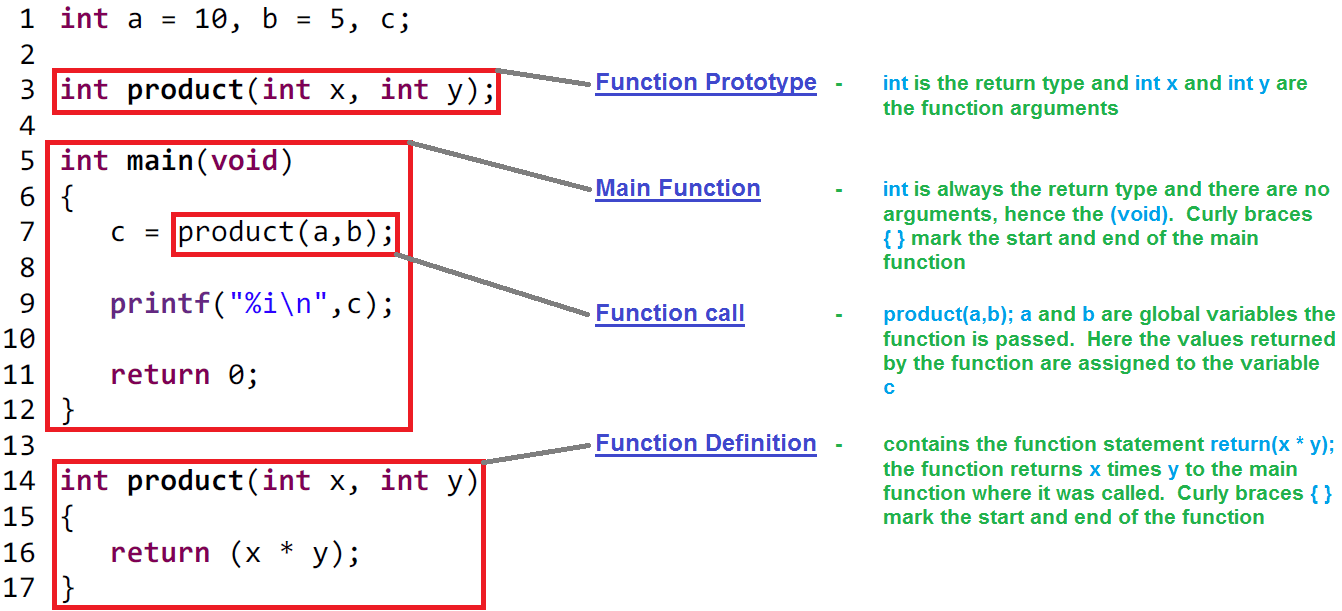 1 int a = 10, b = 5, c;
2
3 int product(int x, int y);
4
5 int main(void)
6 {
7 c = product(a,b);
8
9 printf("%i\n",c);
10
11 return 0;
12 }
13
14 int product(int x, int y)
15 {
16 return (x * y);
17 }
Function Prototype - int is the return type and int x and int y are
the function arguments
Main Function - int is always the return type and there are no
arguments, hence the (void). Curly braces
{ } mark the start and end of the main
function
Function call - product(a,b); a and b are global variables the
function is passed. Here the values returned
by the function are assigned to the variable
c
Function Definition - contains the function statement return(x * y);
the function returns x times y to the main
function where it was called. Curly braces { }
mark the start and end of the function